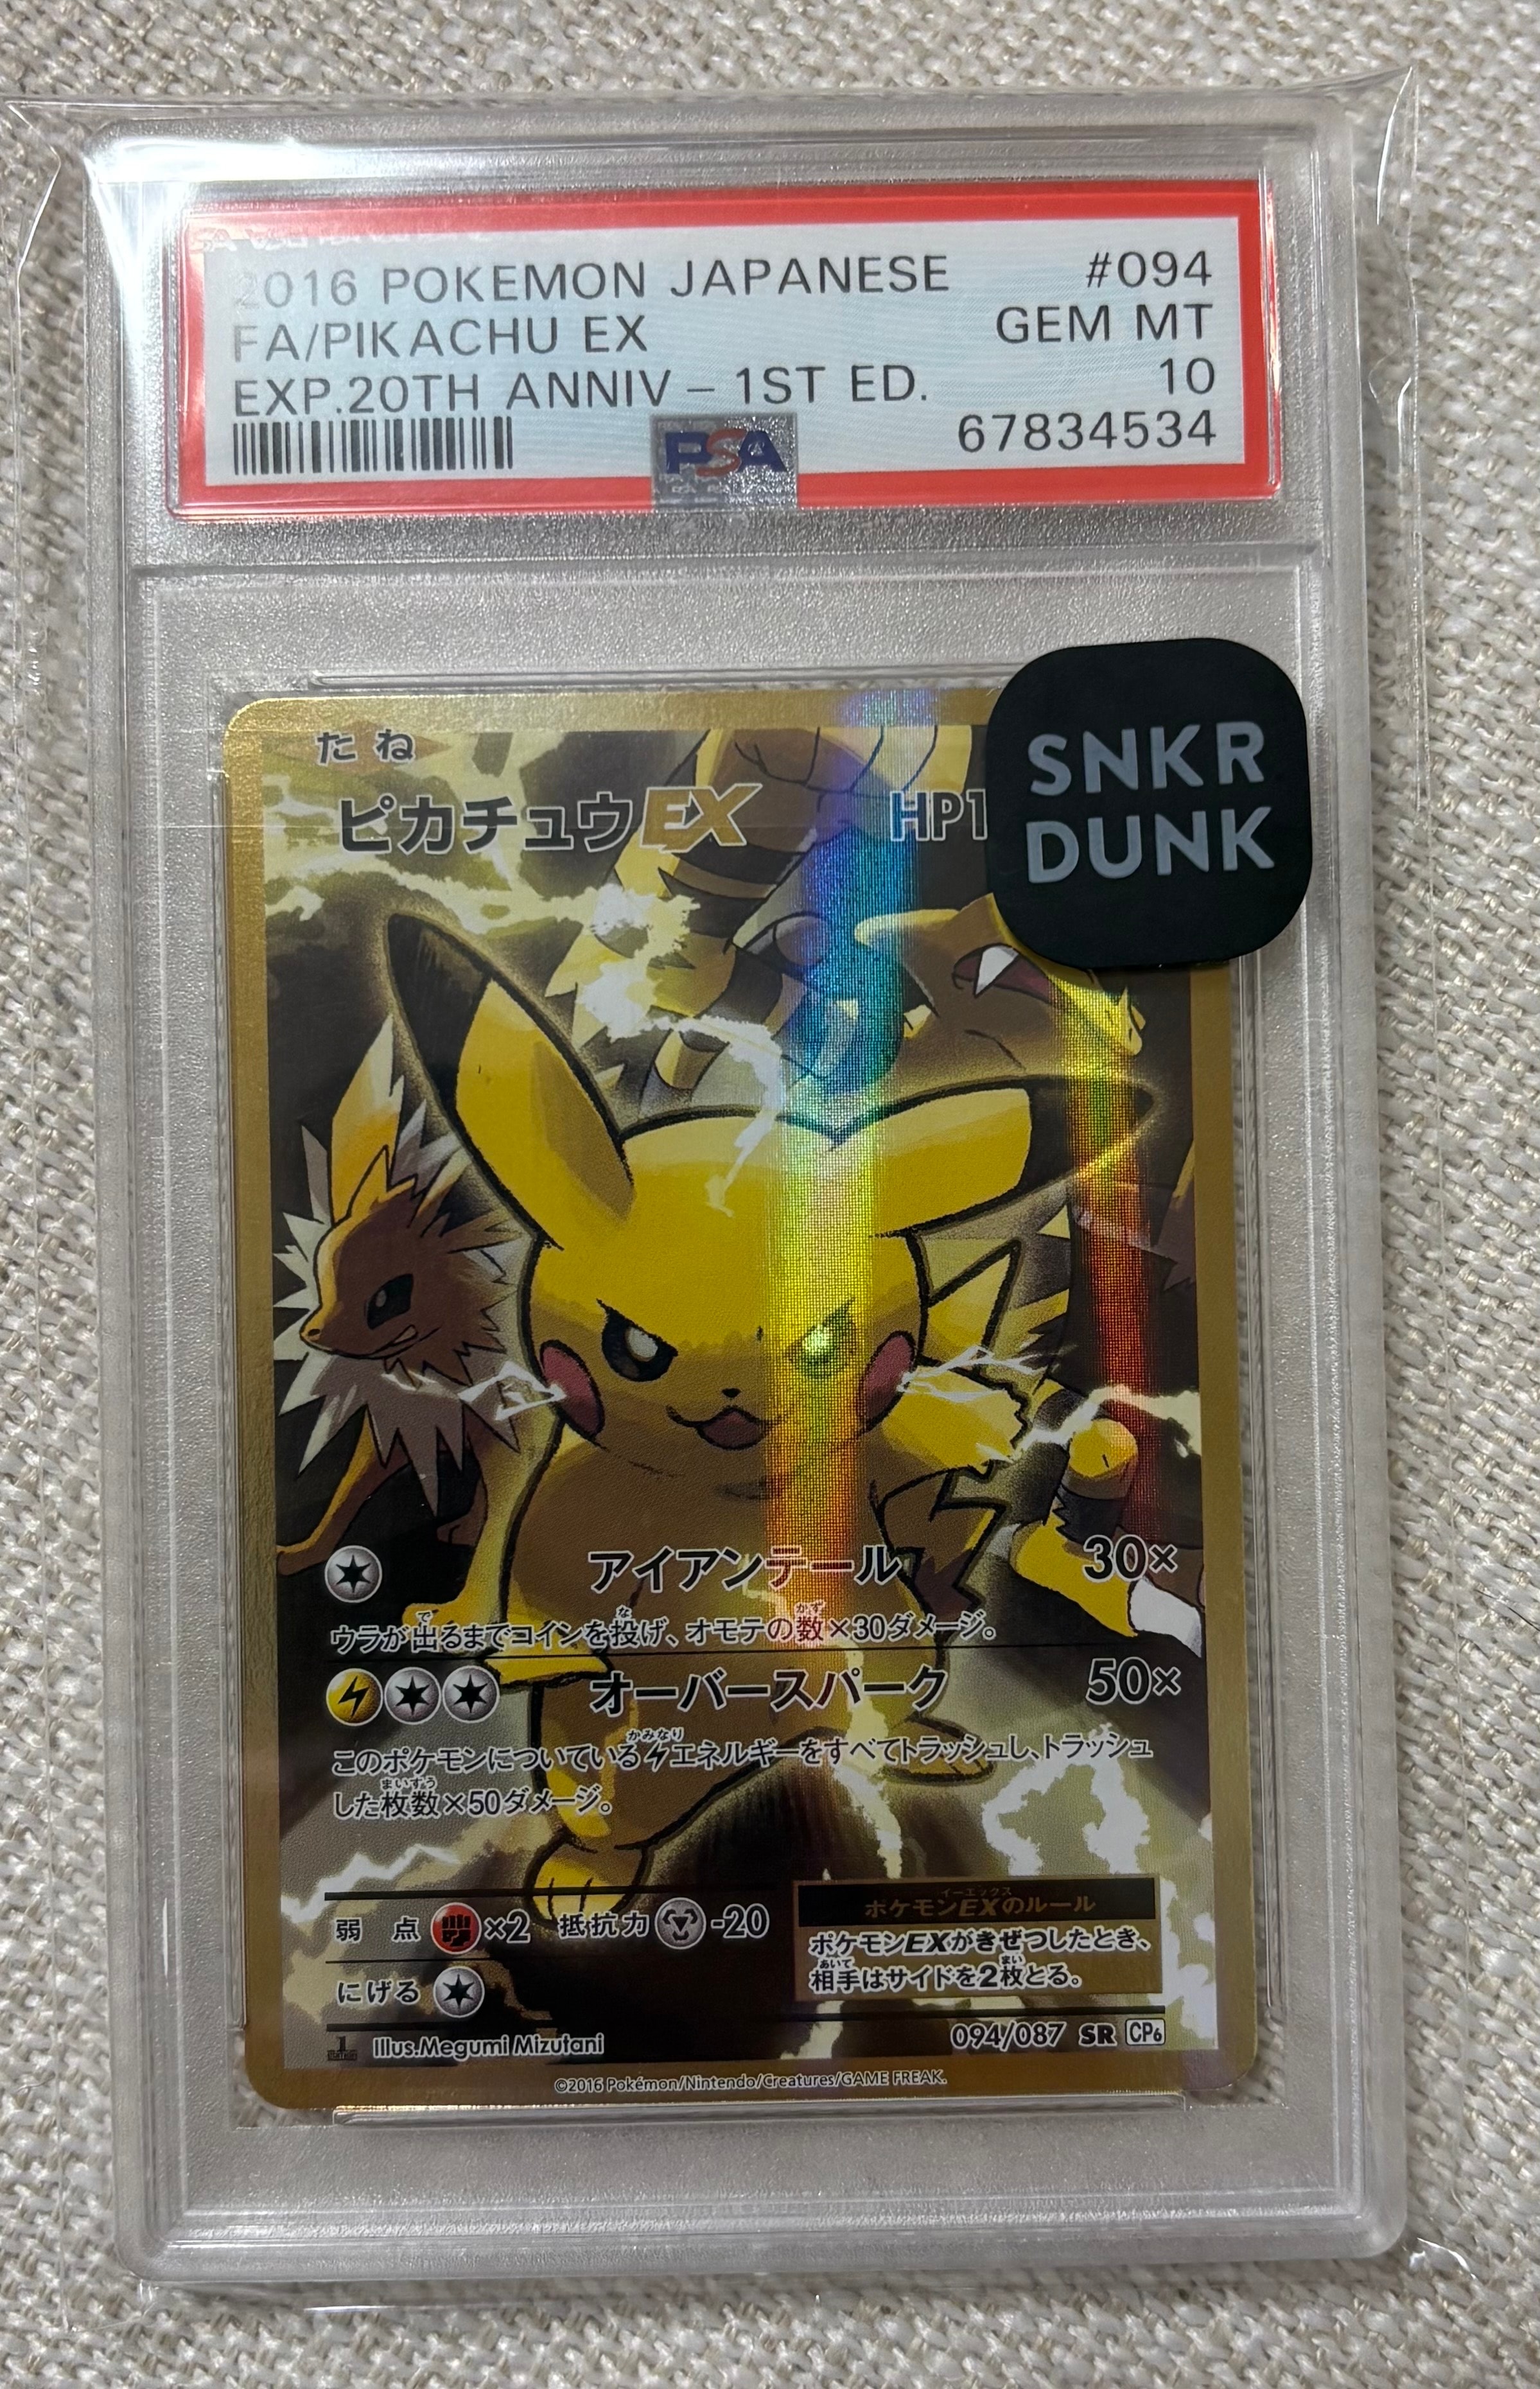 2016 POKEMON JAPANESE #094
FA/PIKACHU EX GEM MT
EXP.20TH ANNIV – 1ST ED. 10
67834534
PSA
SNKR
DUNK
たね
ピカチュウEX HP1
アイアンテール 30×
ウラが出るまでコインを投げ、オモテの数×30ダメージ。
オーバースパーク 50×
このポケモンについているエネルギーをすべてトラッシュし、トラッシュ
した枚数×50ダメージ。
弱点 ×2 抵抗力 -20
にげる
ポケモンEXのルール
ポケモンEXがきぜつしたとき、
相手はサイドを2枚とる。
1 Illus.Megumi Mizutani 094/087 SR CP6
©2016 Pokémon/Nintendo/Creatures/GAME FREAK.